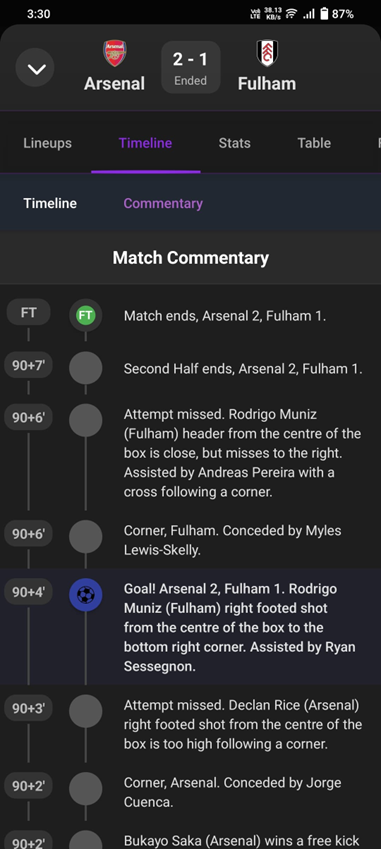 3:30
Vo) LTE 38.13 KB/s 87%
2 - 1
Ended
Arsenal Fulham
Lineups Timeline Stats Table
Timeline Commentary
Match Commentary
FT FT Match ends, Arsenal 2, Fulham 1.
90+7' Second Half ends, Arsenal 2, Fulham 1.
90+6' Attempt missed. Rodrigo Muniz
(Fulham) header from the centre of the
box is close, but misses to the right.
Assisted by Andreas Pereira with a
cross following a corner.
90+6' Corner, Fulham. Conceded by Myles
Lewis-Skelly.
90+4' Goal! Arsenal 2, Fulham 1. Rodrigo
Muniz (Fulham) right footed shot
from the centre of the box to the
bottom right corner. Assisted by Ryan
Sessegnon.
90+3' Attempt missed. Declan Rice (Arsenal)
right footed shot from the centre of the
box is too high following a corner.
90+2' Corner, Arsenal. Conceded by Jorge
Cuenca.
90+2' Bukayo Saka (Arsenal) wins a free kick